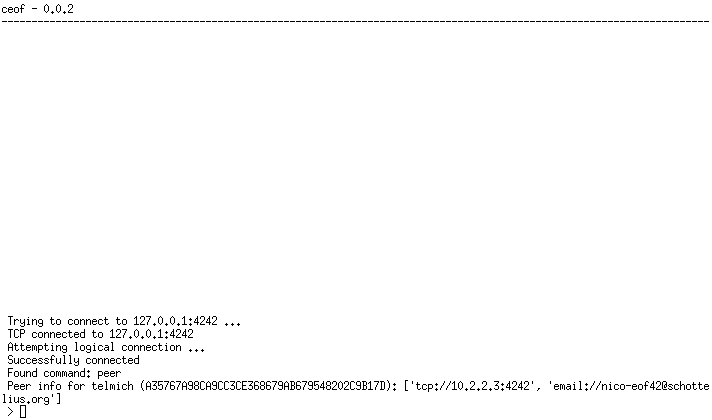 ceof - 0.0.2
--------------------------------------------------------------------------------------------------------------------
Trying to connect to 127.0.0.1:4242 ...
TCP connected to 127.0.0.1:4242
Attempting logical connection ...
Successfully connected
Found command: peer
Peer info for telmich (A35767A98CA9CC3CE368679AB679548202C9B17D): ['tcp://10.2.2.3:4242', 'email://nico-eof42@schotte
lius.org']
>